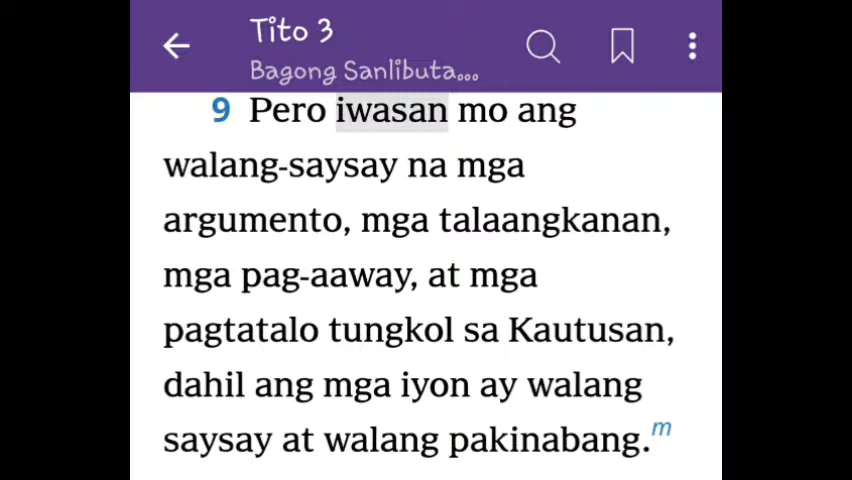 Tito 3
Bagong Sanlibuta...
9 Pero iwasan mo ang
walang-saysay na mga
argumento, mga talaangkanan,
mga pag-aaway, at mga
pagtatalo tungkol sa Kautusan,
dahil ang mga iyon ay walang
saysay at walang pakinabang.m